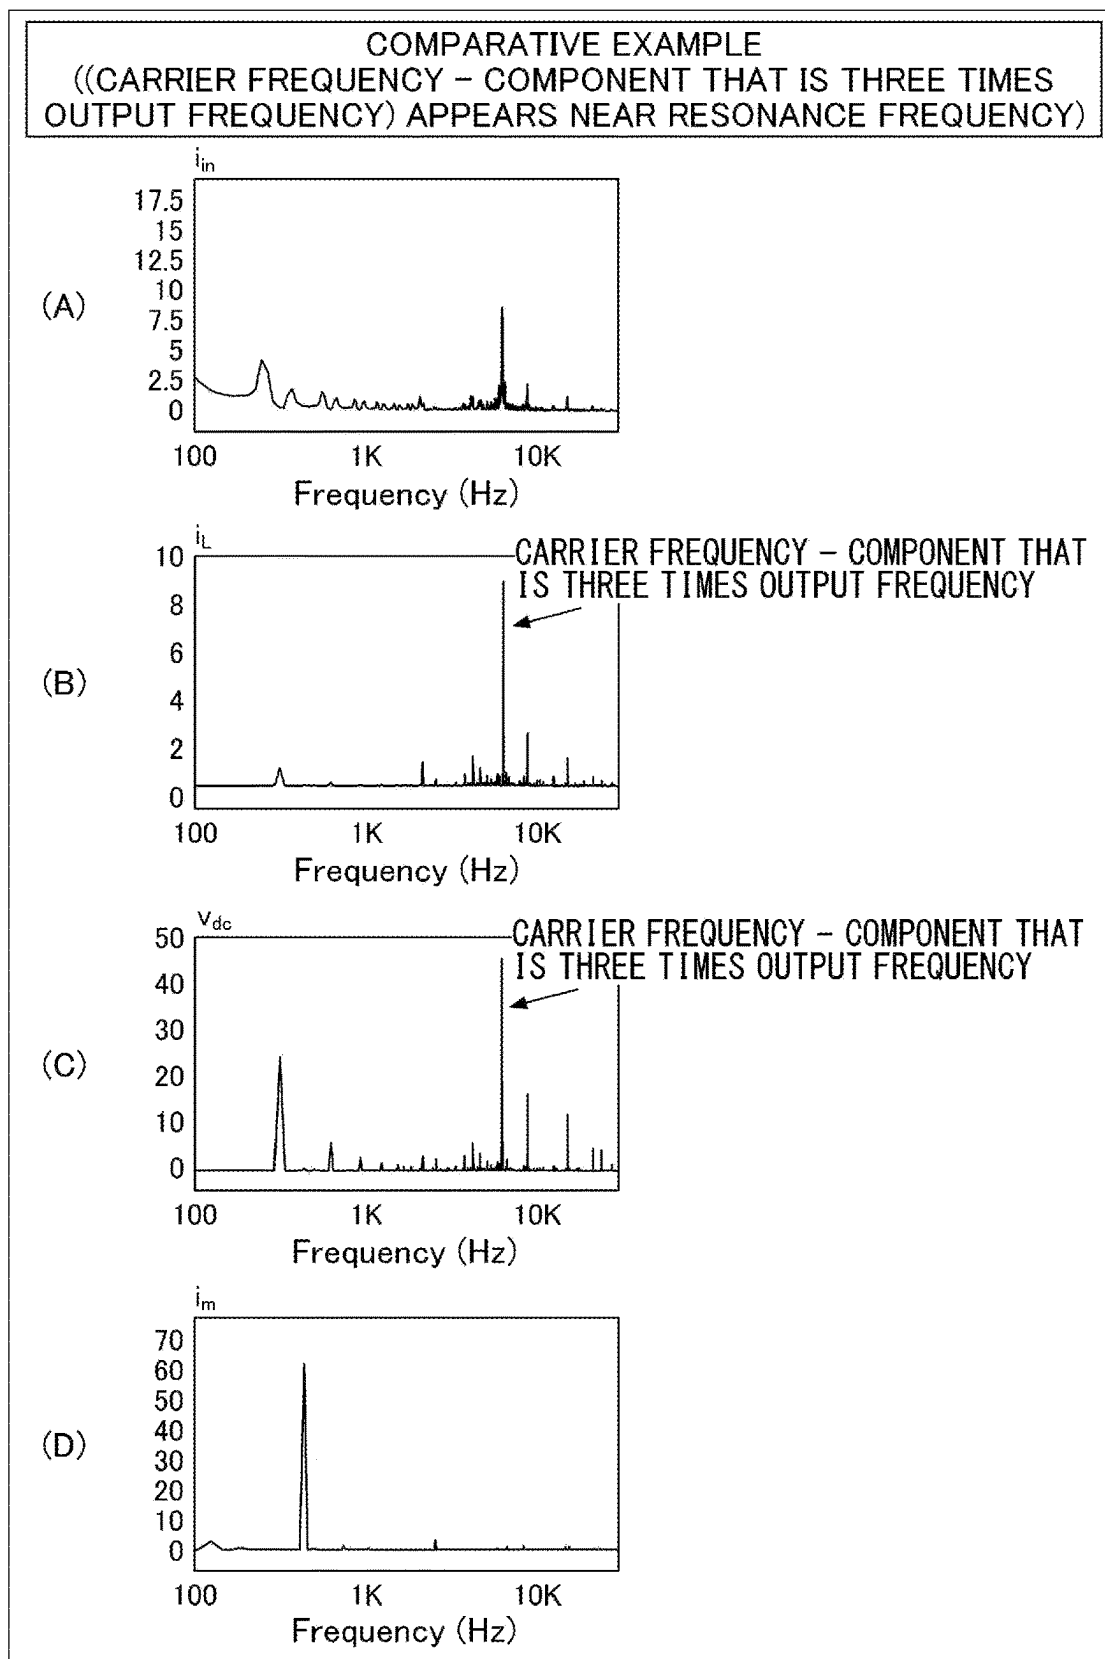 COMPARATIVE EXAMPLE
((CARRIER FREQUENCY – COMPONENT THAT IS THREE TIMES
OUTPUT FREQUENCY) APPEARS NEAR RESONANCE FREQUENCY)
i_in
17.5
15
12.5
10
7.5
5
2.5
0
(A)
100 1K 10K
Frequency (Hz)
i_L
CARRIER FREQUENCY – COMPONENT THAT
IS THREE TIMES OUTPUT FREQUENCY
10
8
6
4
2
0
(B)
100 1K 10K
Frequency (Hz)
v_dc
CARRIER FREQUENCY – COMPONENT THAT
IS THREE TIMES OUTPUT FREQUENCY
50
40
30
20
10
0
(C)
100 1K 10K
Frequency (Hz)
i_m
70
60
50
40
30
20
10
0
(D)
100 1K 10K
Frequency (Hz)